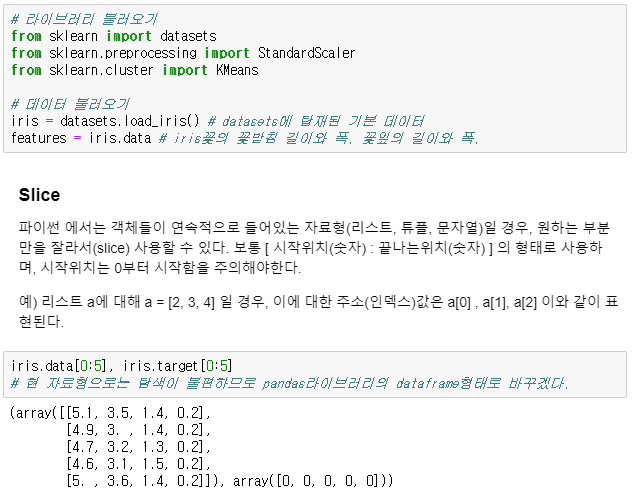 # 라이브러리 불러오기
from sklearn import datasets
from sklearn.preprocessing import StandardScaler
from sklearn.cluster import KMeans
# 데이터 불러오기
iris = datasets.load_iris() # datasets에 탑재된 기본 데이터
features = iris.data # iris꽃의 꽃받침 길이와 폭, 꽃잎의 길이와 폭.
Slice
파이썬 에서는 객체들이 연속적으로 들어있는 자료형(리스트, 튜플, 문자열)일 경우, 원하는 부분
만을 잘라서(slice) 사용할 수 있다. 보통 [ 시작위치(숫자) : 끝나는위치(숫자) ] 의 형태로 사용하
며, 시작위치는 0부터 시작함을 주의해야한다.
예) 리스트 a에 대해 a = [2, 3, 4] 일 경우, 이에 대한 주소(인덱스)값은 a[0] , a[1], a[2] 이와 같이 표
현된다.
iris.data[0:5], iris.target[0:5]
# 현 자료형으로는 탐색이 불편하므로 pandas라이브러리의 dataframe형태로 바꾸겠다.
(array([[5.1, 3.5, 1.4, 0.2],
[4.9, 3. , 1.4, 0.2],
[4.7, 3.2, 1.3, 0.2],
[4.6, 3.1, 1.5, 0.2],
[5. , 3.6, 1.4, 0.2]]), array([0, 0, 0, 0, 0]))